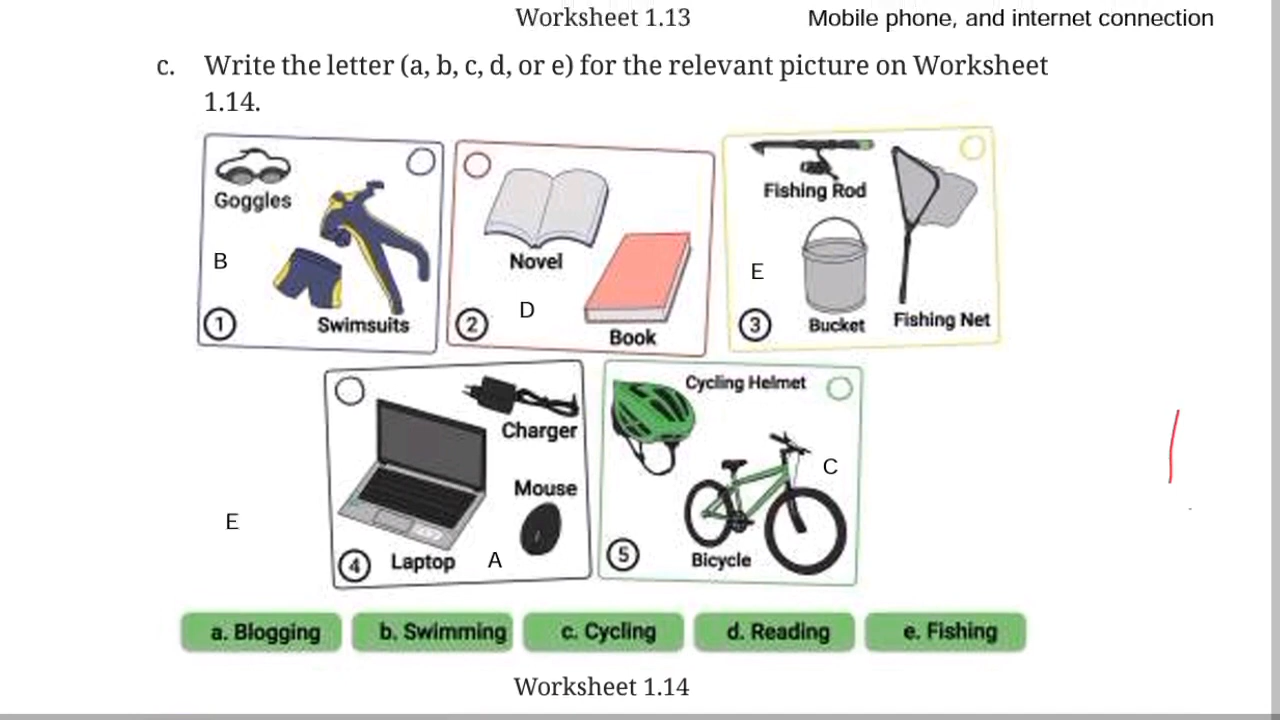 Worksheet 1.13 Mobile phone, and internet connection
c. Write the letter (a, b, c, d, or e) for the relevant picture on Worksheet
1.14.
Goggles
B
Swimsuits
1
Novel
D
Book
2
Fishing Rod
E
Bucket
Fishing Net
3
Charger
Mouse
E
Laptop
A
4
Cycling Helmet
C
Bicycle
5
a. Blogging b. Swimming c. Cycling d. Reading e. Fishing
Worksheet 1.14